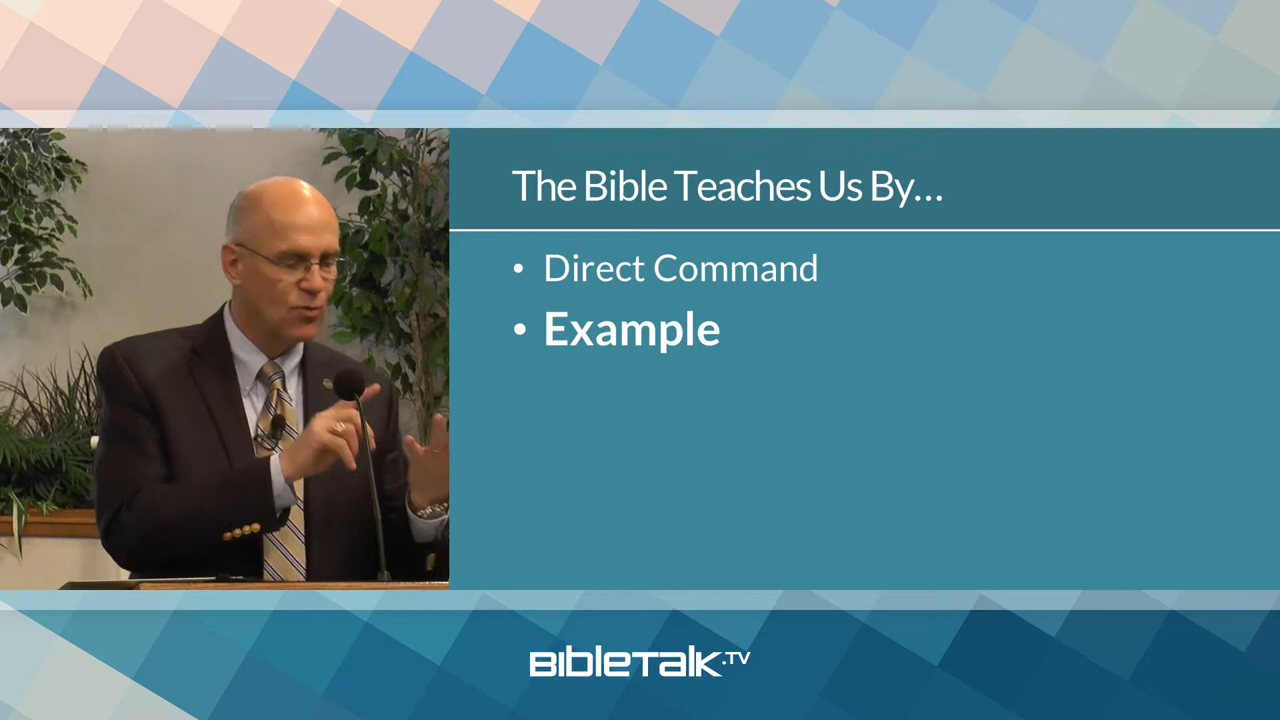 The Bible Teaches Us By...
• Direct Command
• Example
BIBLETALK.TV